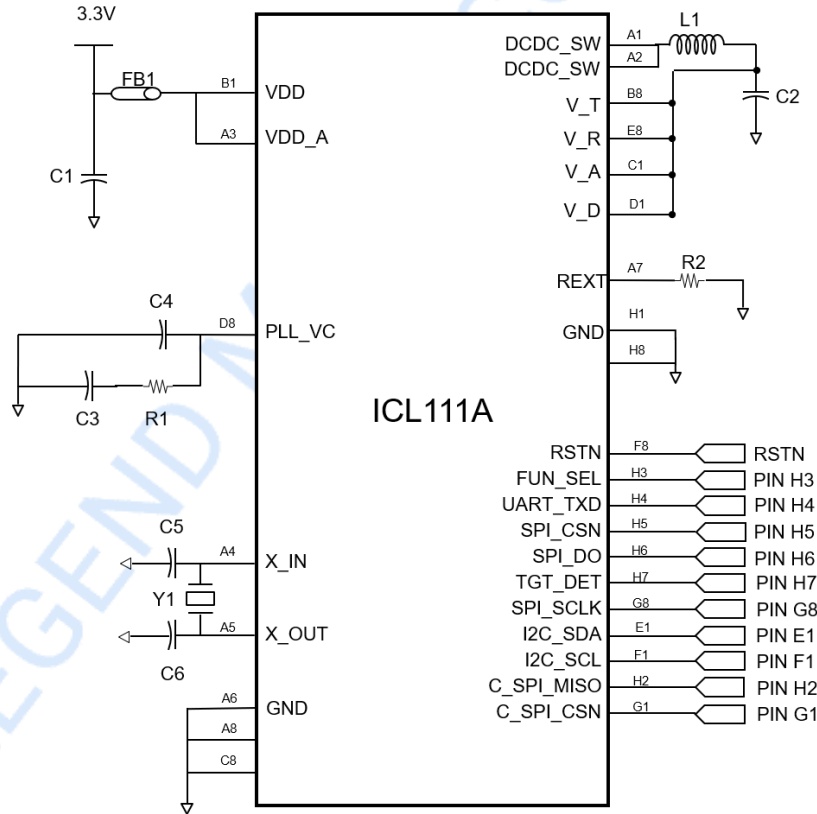 3.3V
FB1
C1
B1
VDD
A3
VDD_A
C4
D8
PLL_VC
C3
R1
C5
A4
X_IN
Y1
A5
X_OUT
C6
A6
GND
A8
C8
ICL111A
DCDC_SW
A1
L1
DCDC_SW
A2
C2
V_T
B8
V_R
E8
V_A
C1
V_D
D1
REXT
A7
R2
GND
H1
H8
RSTN F8 RSTN
FUN_SEL H3 PIN H3
UART_TXD H4 PIN H4
SPI_CSN H5 PIN H5
SPI_DO H6 PIN H6
TGT_DET H7 PIN H7
SPI_SCLK G8 PIN G8
I2C_SDA E1 PIN E1
I2C_SCL F1 PIN F1
C_SPI_MISO H2 PIN H2
C_SPI_CSN G1 PIN G1